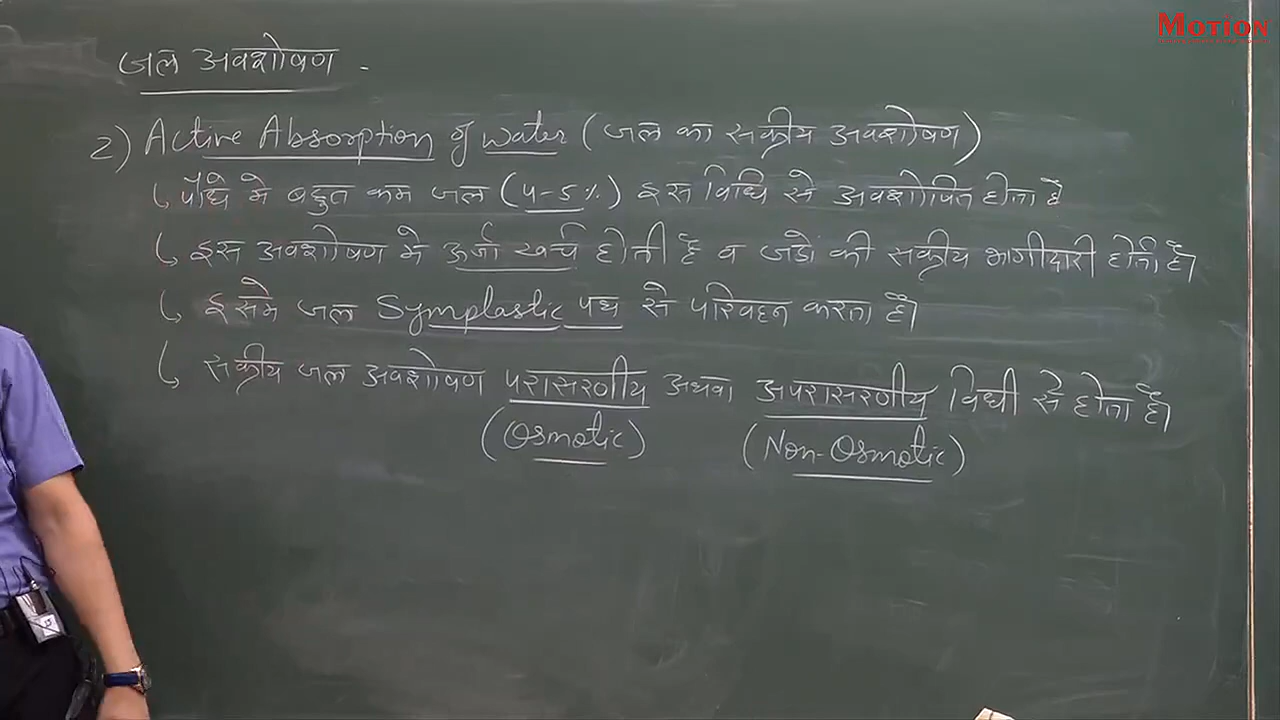 MOTION
जल अवशोषण -
2) Active Absorption of water (जल का सक्रीय अवशोषण)
पौधे मे बहुत कम जल (4-5%) इस विधि से अवशोषित होता है
इस अवशोषण मे ऊर्जा खर्च होती है व जडो की सक्रीय भागीदारी होती है।
इसमे जल Symplastic पथ से परिवहन करता है।
सक्रीय जल अवशोषण परासरणीय अथवा अपरासरणीय विधी से होता है।
(Osmotic) (Non-Osmotic)